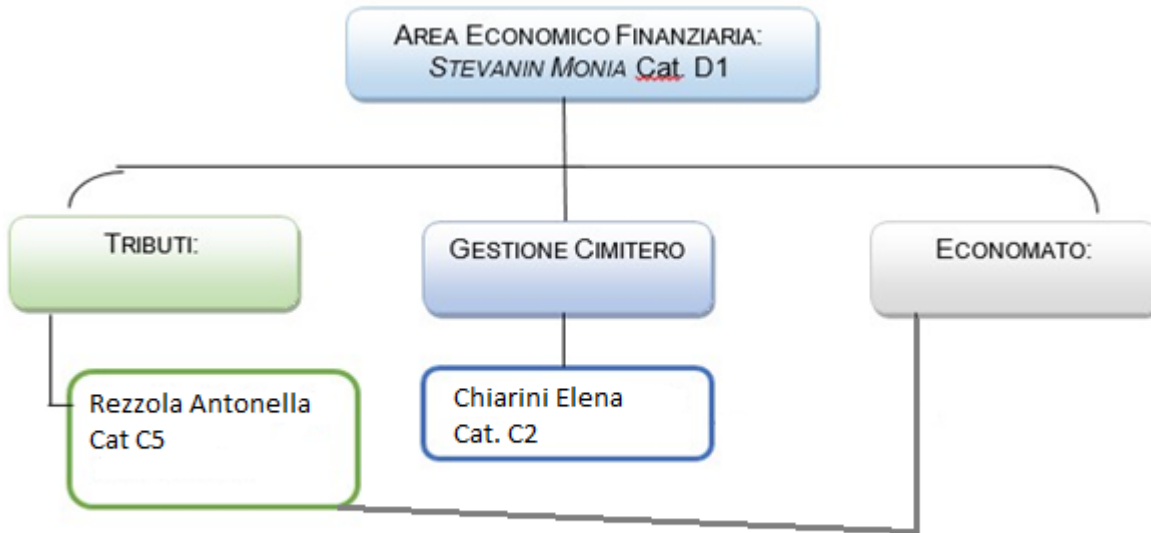 AREA ECONOMICO FINANZIARIA:
STEVANIN MONIA Cat. D1
TRIBUTI:
GESTIONE CIMITERO
ECONOMATO:
Rezzola Antonella
Cat C5
Chiarini Elena
Cat. C2